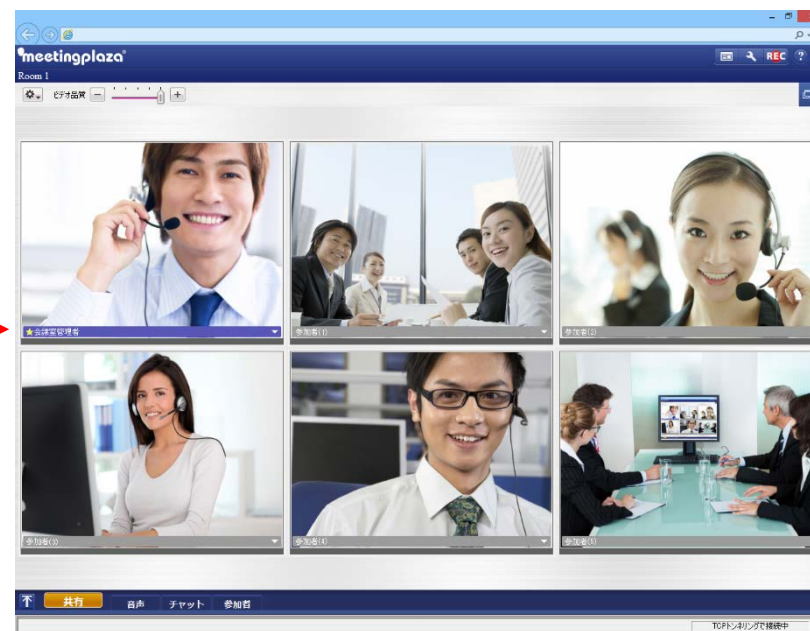 meetingplaza
REC ?
Room 1
ビデオ品質
★会議室管理者
参加者(1)
参加者(2)
参加者(3)
参加者(4)
参加者(5)
共有 音声 チャット 参加者
TCPトンネリングで接続中